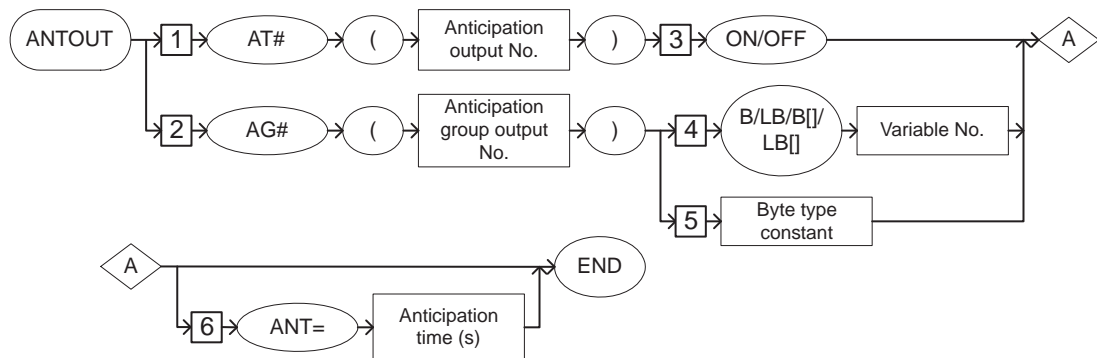 ANTOUT
1
AT#
(
Anticipation
output No.
)
3
ON/OFF
A
2
AG#
(
Anticipation
group output
No.
)
4
B/LB/B[]/
LB[]
Variable No.
5
Byte type
constant
A
END
6
ANT=
Anticipation
time (s)